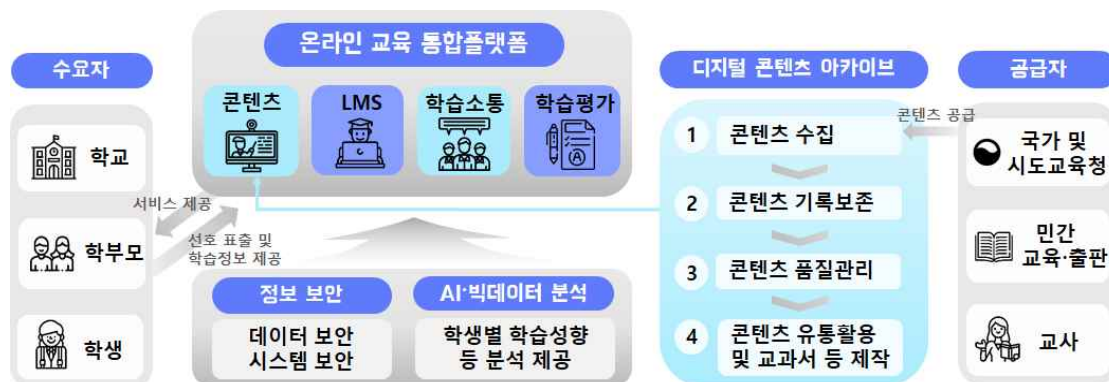 수요자
학교
학부모
학생
온라인 교육 통합플랫폼
콘텐츠
LMS
학습소통
학습평가
A
서비스 제공
선호 표출 및
학습정보 제공
정보 보안
데이터 보안
시스템 보안
AI·빅데이터 분석
학생별 학습성향
등 분석 제공
디지털 콘텐츠 아카이브
1 콘텐츠 수집
2 콘텐츠 기록보존
3 콘텐츠 품질관리
4 콘텐츠 유통활용
및 교과서 등 제작
콘텐츠 공급
공급자
국가 및
시도교육청
민간
교육·출판
교사